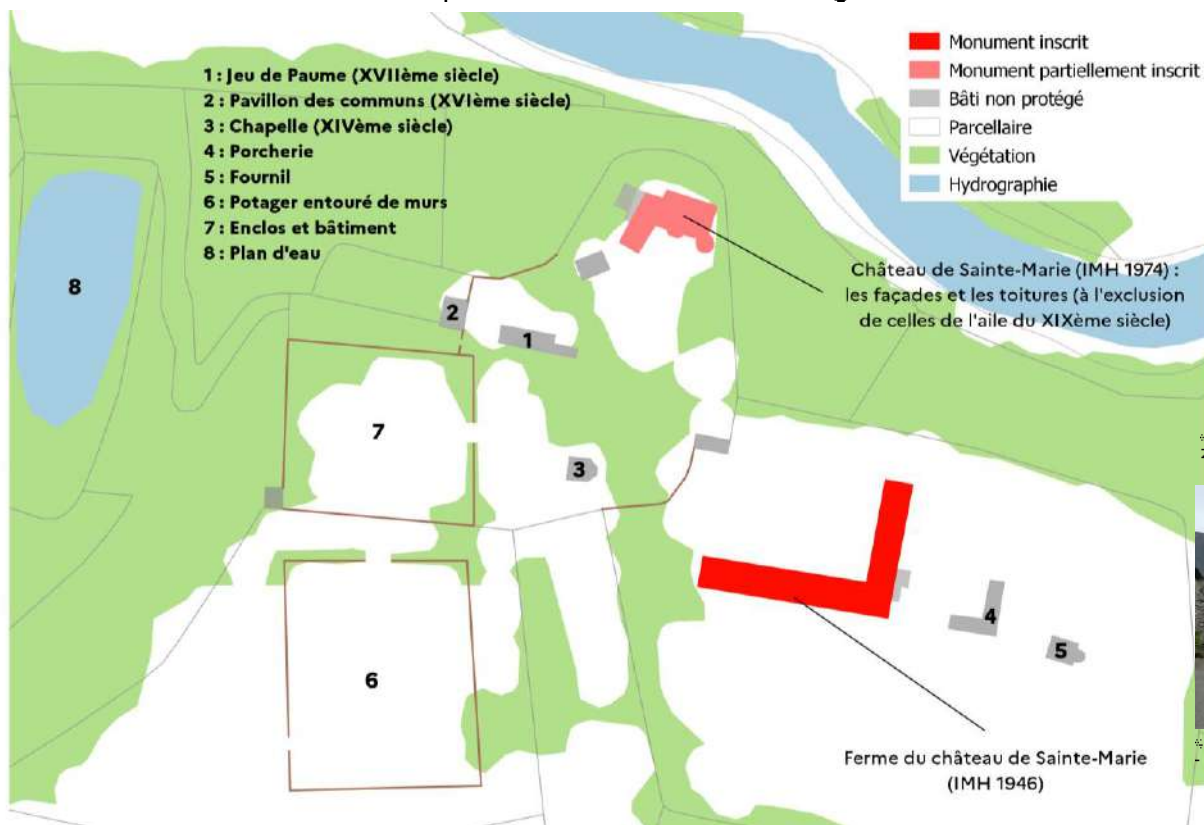 1 : Jeu de Paume (XVIIème siècle)
2 : Pavillon des communs (XVIème siècle)
3 : Chapelle (XIVème siècle)
4 : Porcherie
5 : Fournil
6 : Potager entouré de murs
7 : Enclos et bâtiment
8 : Plan d'eau
Monument inscrit
Monument partiellement inscrit
Bâti non protégé
Parcellaire
Végétation
Hydrographie
Château de Sainte-Marie (IMH 1974) :
les façades et les toitures (à l'exclusion
de celles de l'aile du XIXème siècle)
8
2
1
7
3
4
5
6
Ferme du château de Sainte-Marie
(IMH 1946)